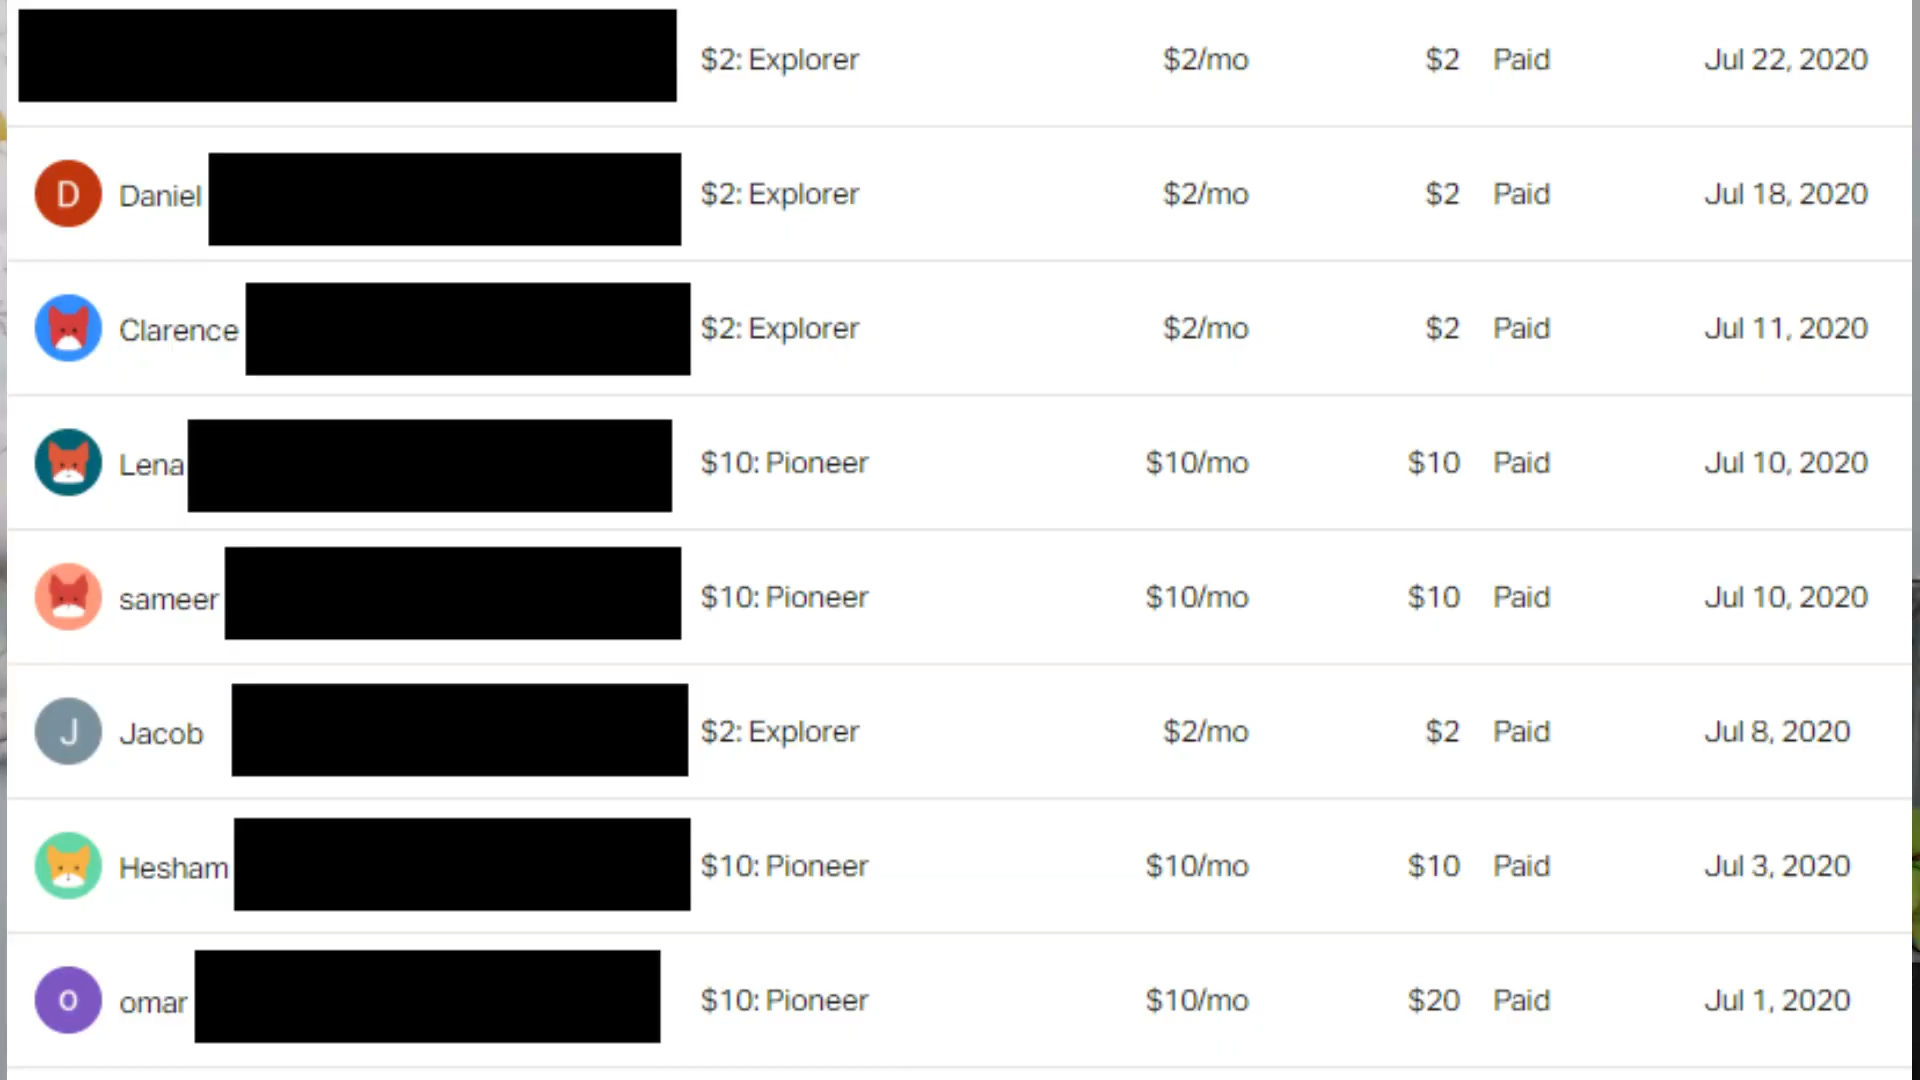 $2: Explorer $2/mo $2 Paid Jul 22, 2020
D Daniel $2: Explorer $2/mo $2 Paid Jul 18, 2020
Clarence $2: Explorer $2/mo $2 Paid Jul 11, 2020
Lena $10: Pioneer $10/mo $10 Paid Jul 10, 2020
sameer $10: Pioneer $10/mo $10 Paid Jul 10, 2020
J Jacob $2: Explorer $2/mo $2 Paid Jul 8, 2020
Hesham $10: Pioneer $10/mo $10 Paid Jul 3, 2020
o omar $10: Pioneer $10/mo $20 Paid Jul 1, 2020